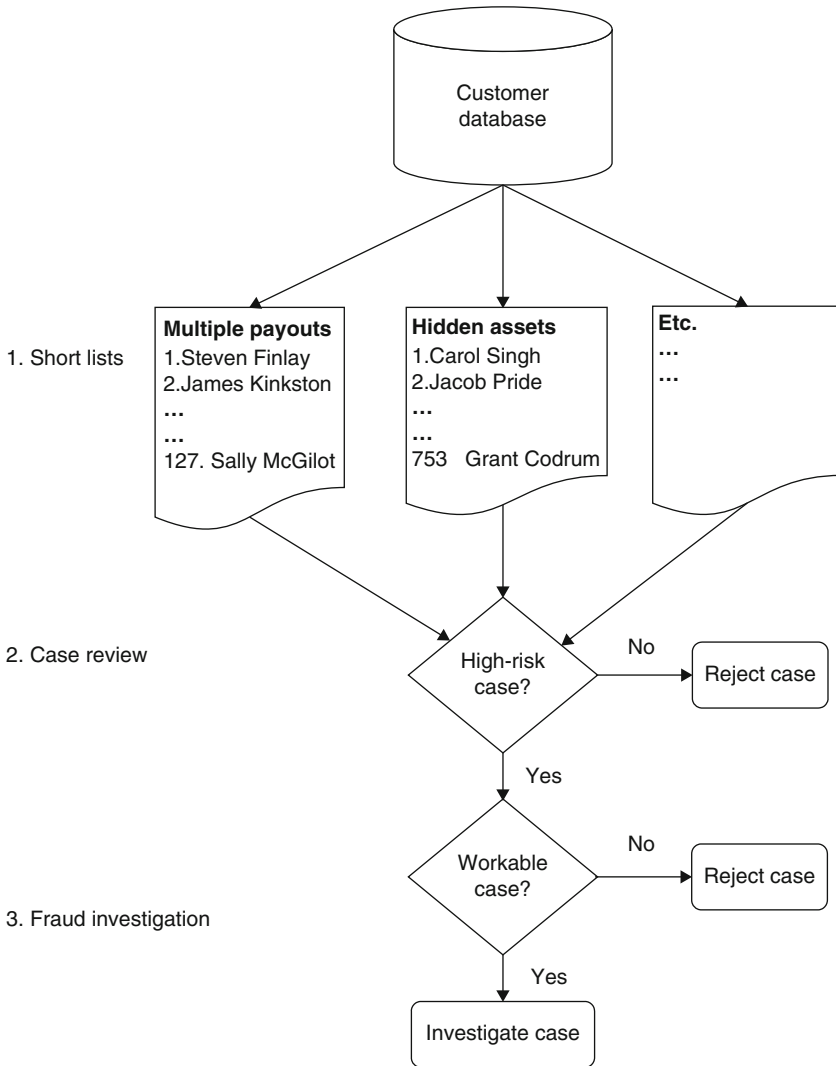 Customer
database
1. Short lists
Multiple payouts
1.Steven Finlay
2.James Kinkston
...
...
127. Sally McGilot
Hidden assets
1.Carol Singh
2.Jacob Pride
...
...
753 Grant Codrum
Etc.
...
...
2. Case review
High-risk
case?
No
Reject case
Yes
Workable
case?
No
Reject case
3. Fraud investigation
Yes
Investigate case